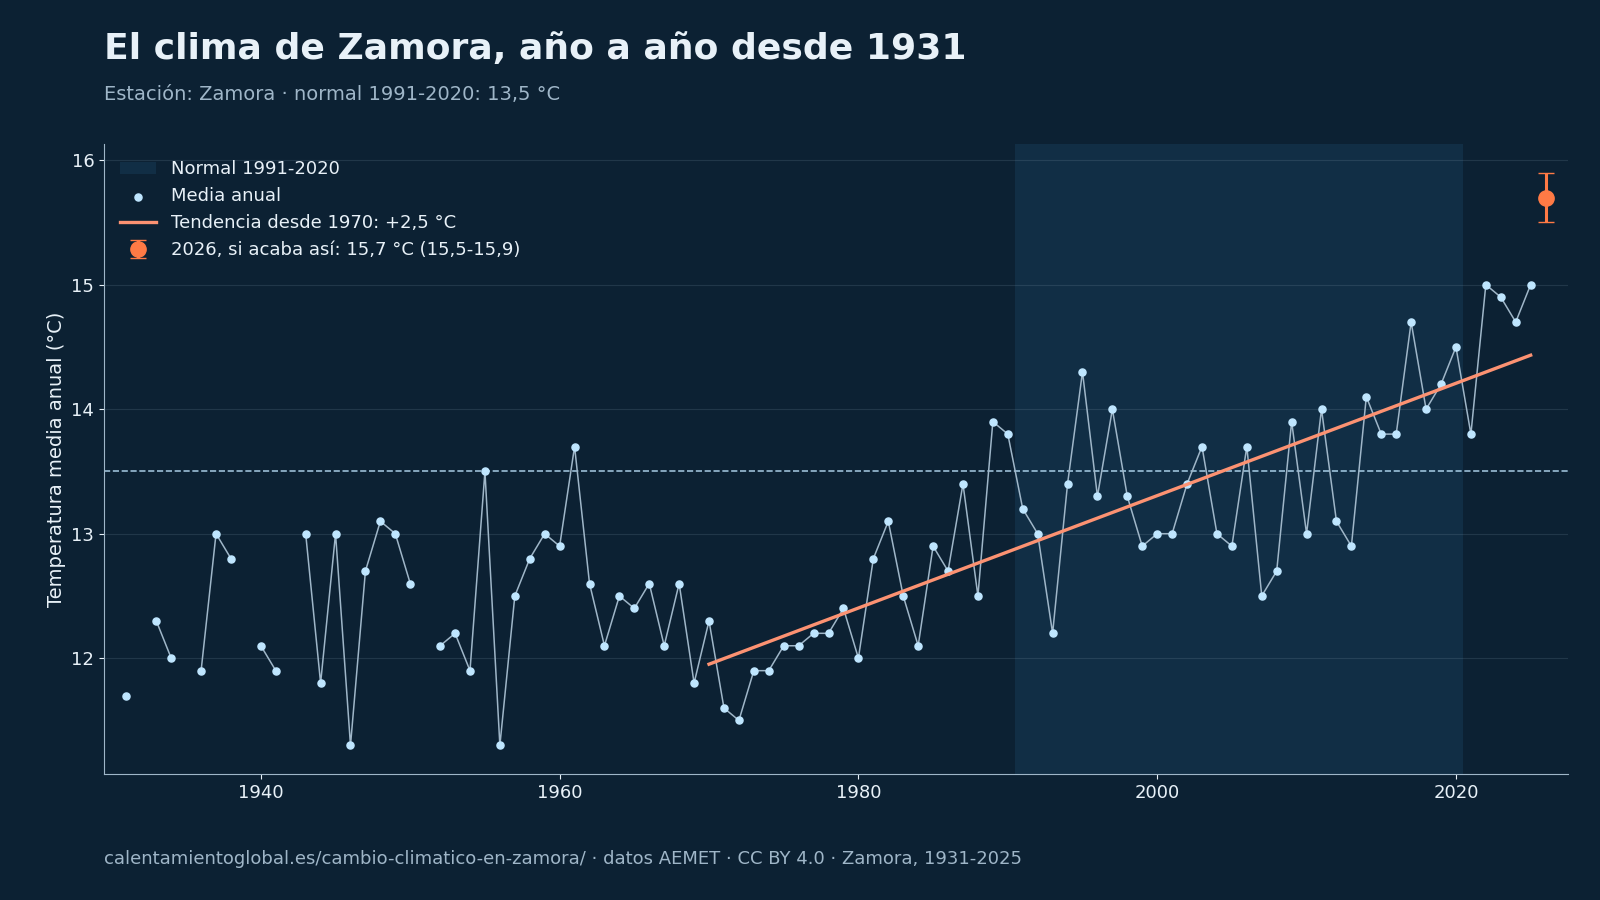 El clima de Zamora, año a año desde 1931
Estación: Zamora · normal 1991-2020: 13,5 °C
Temperatura media anual (°C)
16
15
14
13
12
Normal 1991-2020
Media anual
Tendencia desde 1970: +2,5 °C
2026, si acaba así: 15,7 °C (15,5-15,9)
1940
1960
1980
2000
2020
calentamientoglobal.es/cambio-climatico-en-zamora/ · datos AEMET · CC BY 4.0 · Zamora, 1931-2025